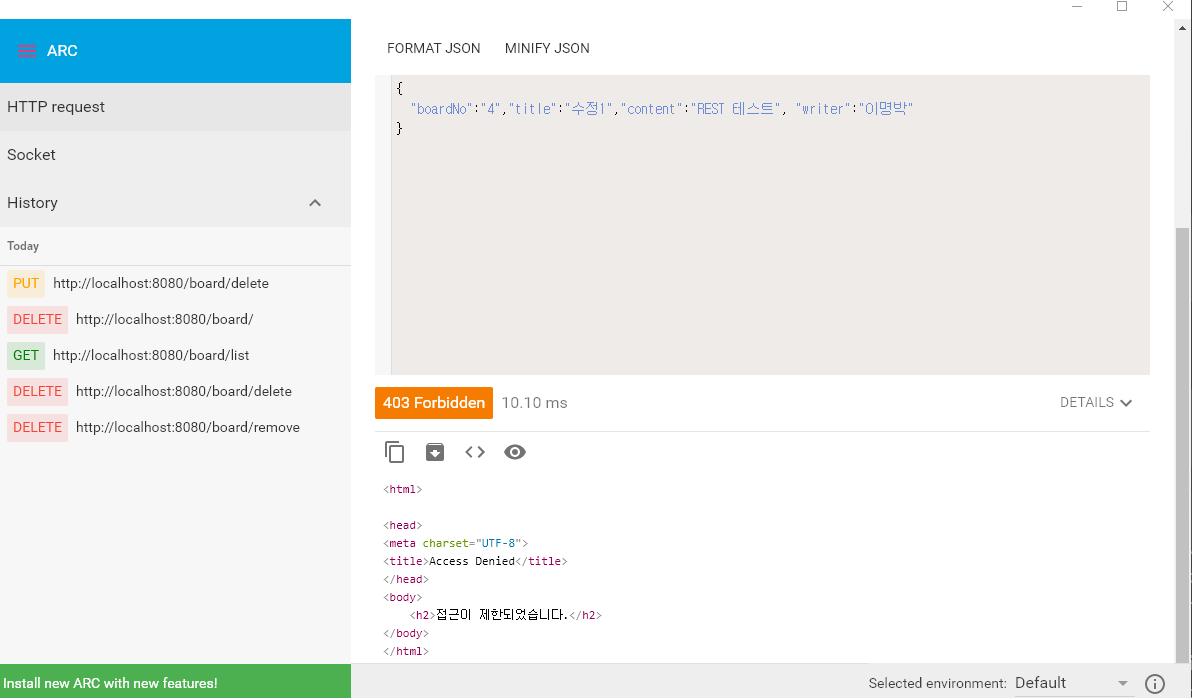 ARC
HTTP request
Socket
History
Today
PUT http://localhost:8080/board/delete
DELETE http://localhost:8080/board/
GET http://localhost:8080/board/list
DELETE http://localhost:8080/board/delete
DELETE http://localhost:8080/board/remove
Install new ARC with new features!
FORMAT JSON MINIFY JSON
{
"boardNo":"4","title":"수정1","content":"REST 테스트", "writer":"이명박"
}
403 Forbidden 10.10 ms DETAILS
<html>
<head>
<meta charset="UTF-8">
<title>Access Denied</title>
</head>
<body>
<h2>접근이 제한되었습니다.</h2>
</body>
</html>
Selected environment: Default